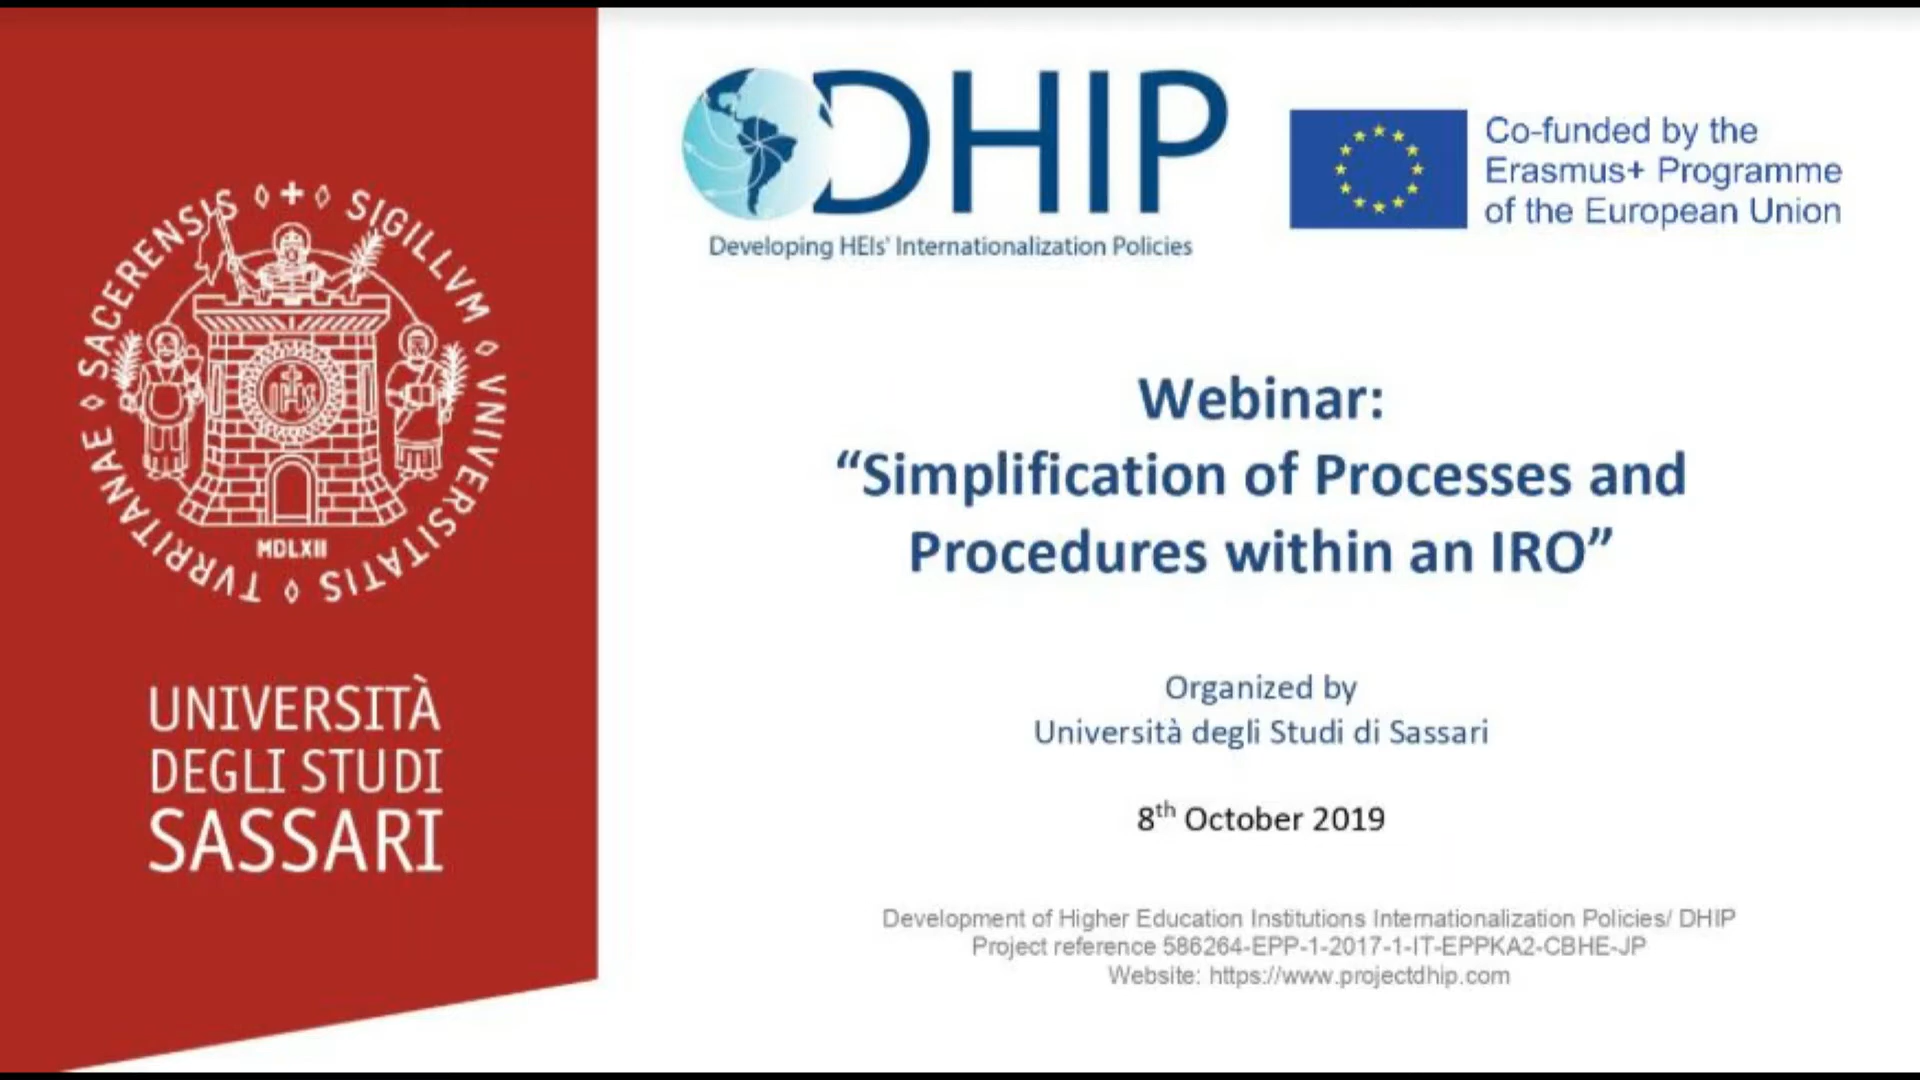 SIGILLVM ◊ VNIVERSITATIS ◊ TVRRITANAE ◊ SACERENSIS ◊ + ◊
IHS
MDLXII
UNIVERSITÀ
DEGLI STUDI
SASSARI
DHIP
Developing HEIs' Internationalization Policies
Co-funded by the
Erasmus+ Programme
of the European Union
Webinar:
“Simplification of Processes and
Procedures within an IRO”
Organized by
Università degli Studi di Sassari
8th October 2019
Development of Higher Education Institutions Internationalization Policies/ DHIP
Project reference 586264-EPP-1-2017-1-IT-EPPKA2-CBHE-JP
Website: https://www.projectdhip.com